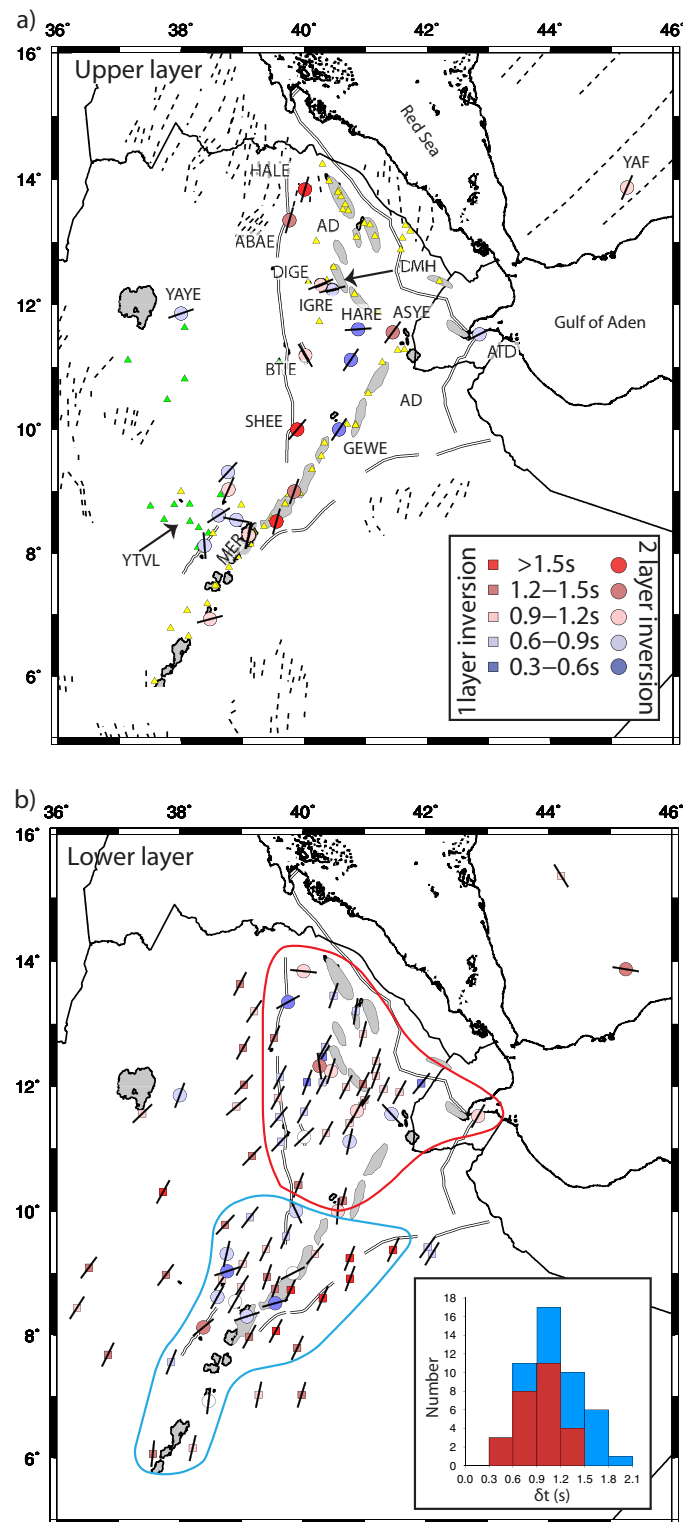 a)
36˚ 38˚ 40˚ 42˚ 44˚ 46˚
16˚
Upper layer
Red Sea
14˚
HALE
YAF
AD
ABAE
DIGE
DMH
12˚
YAYE
IGRE
HARE
ASYE
Gulf of Aden
BTIE
ATD
10˚
SHEE
AD
GEWE
YTVL
MER
8˚
6˚
1 layer inversion
>1.5s
1.2−1.5s
0.9−1.2s
0.6−0.9s
0.3−0.6s
2 layer inversion
b)
36˚ 38˚ 40˚ 42˚ 44˚ 46˚
16˚
Lower layer
14˚
12˚
10˚
8˚
6˚
18
16
14
12
10
8
6
4
2
0
Number
0.0 0.3 0.6 0.9 1.2 1.5 1.8 2.1
δt (s)